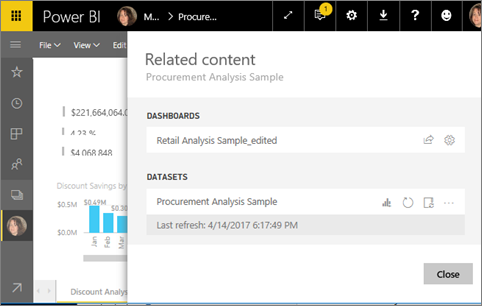 Power BI
M...
Procure...
1
?
File
View
Edit
$221,664,064.0
4.23 %
$4,068,848
Discount Savings by
$0.5M
$0.49M
$0.30
$0.0M
Jan
Feb
Mar
Discount Analys
Related content
Procurement Analysis Sample
DASHBOARDS
Retail Analysis Sample_edited
DATASETS
Procurement Analysis Sample
Last refresh: 4/14/2017 6:17:49 PM
Close